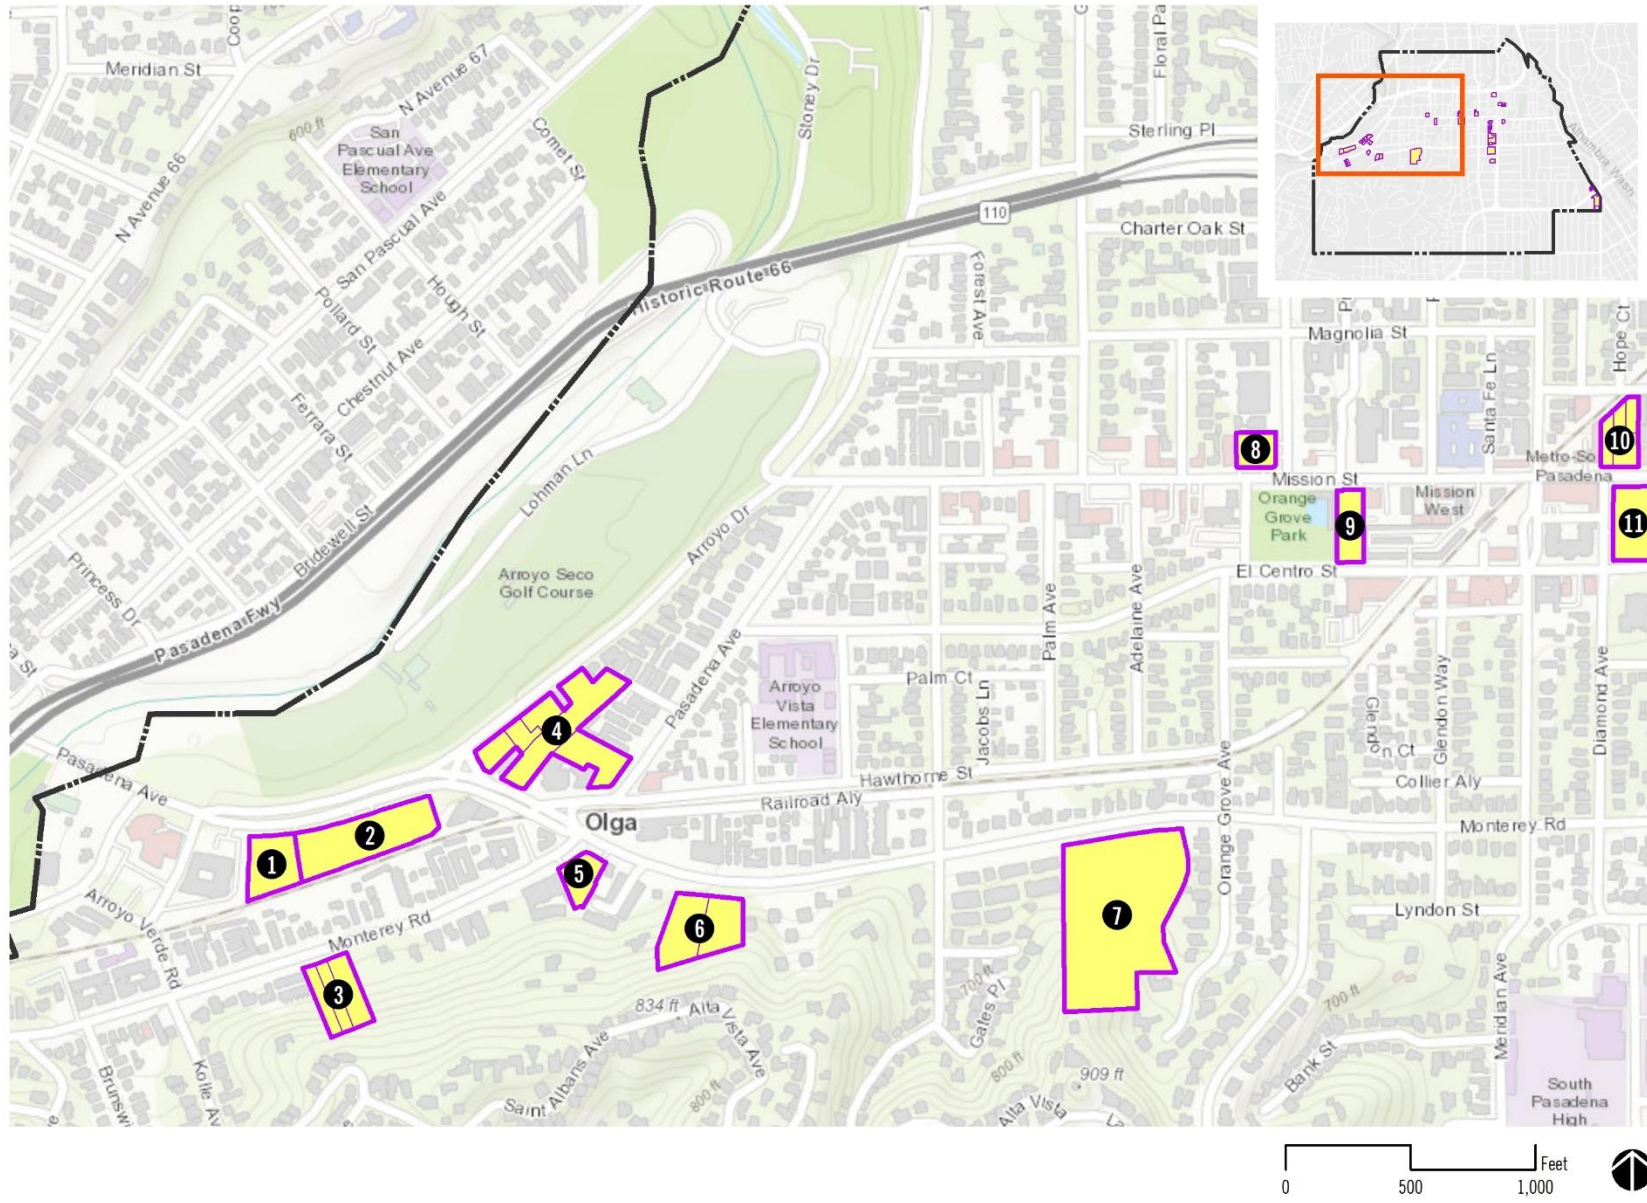 Meridian St
N Avenue 67
N Avenue 66
600 ft
San
Pascual Ave
Elementary
School
San Pascual Ave
Comet St
Stoney Dr
Sterling Pl
110
Charter Oak St
Historic Route 66
Pollard St
Hough St
Chestnut Ave
Ferrara St
Forest Ave
Magnolia St
Hope Ct
Santa Fe Ln
Alhambra Wash
Lohman Ln
Bridewell St
Princess Dr
Pasadena Fwy
Arroyo Seco
Golf Course
Arroyo Dr
8
Mission St
Orange
Grove
Park
9
Mission
West
Metro-So
Pasadena
10
11
El Centro St
Palm Ave
Adelaine Ave
Pasadena Ave
Arroyo
Vista
Elementary
School
Palm Ct
Jacobs Ln
Glendon Ct
Glendon Way
Diamond Ave
4
Pasadena Ave
Hawthorne St
Railroad Aly
Collier Aly
Orange Grove Ave
Olga
Monterey Rd
1
2
5
6
7
Lyndon St
Arroyo Verde Rd
Monterey Rd
3
834 ft
Alta Vista Ave
Saint Albans Ave
800 ft
700 ft
Gates Pl
800 ft
909 ft
Alta Vista
La
700 ft
Bank St
Meridian Ave
Brunsw
Kolle Av
South
Pasadena
High
Feet
0
500
1,000